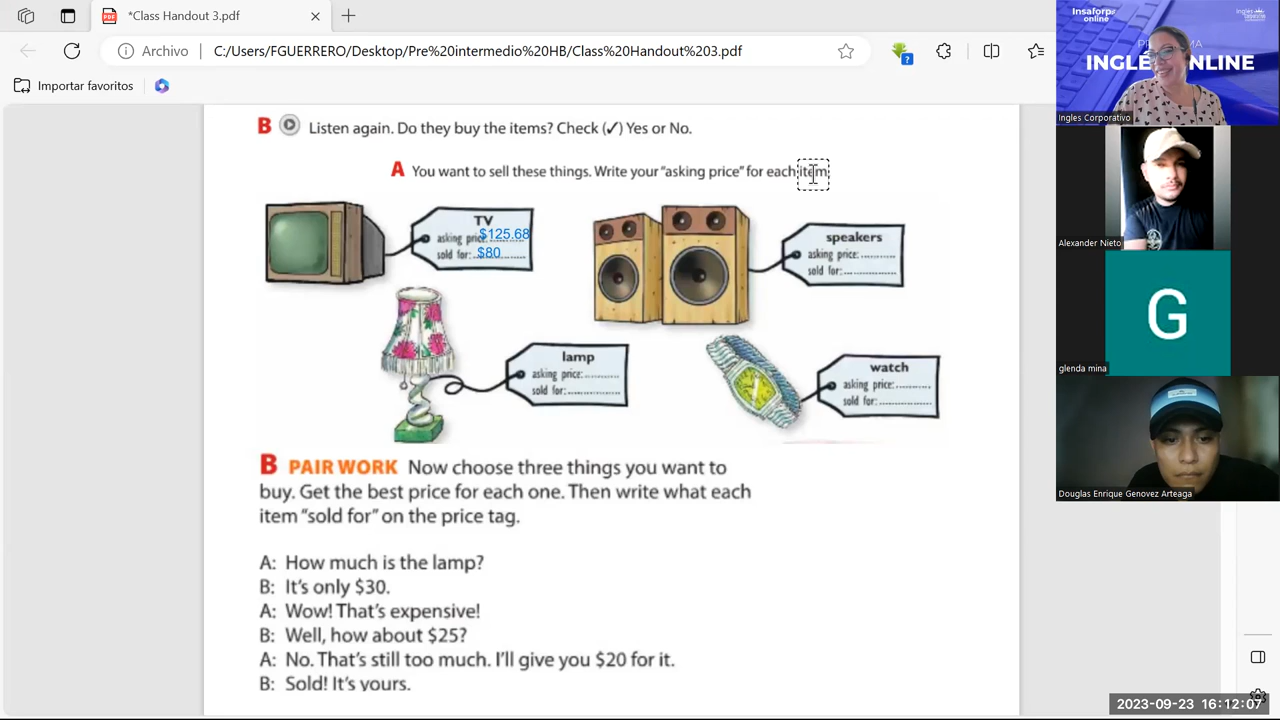 *Class Handout 3.pdf
Archivo
C:/Users/FGUERRERO/Desktop/Pre%20intermedio%20HB/Class%20Handout%203.pdf
Importar favoritos
B Listen again. Do they buy the items? Check (✓) Yes or No.
A You want to sell these things. Write your "asking price" for each item
TV
asking price: $125.68
sold for: $80
speakers
asking price:
sold for:
lamp
asking price:
sold for:
watch
asking price:
sold for:
B PAIR WORK Now choose three things you want to
buy. Get the best price for each one. Then write what each
item "sold for" on the price tag.
A: How much is the lamp?
B: It's only $30.
A: Wow! That's expensive!
B: Well, how about $25?
A: No. That's still too much. I'll give you $20 for it.
B: Sold! It's yours.
Insaforp
online
INGLÉ NLINE
Ingles Corporativo
Alexander Nieto
G
glenda mina
Douglas Enrique Genovez Arteaga
2023-09-23 16:12:07